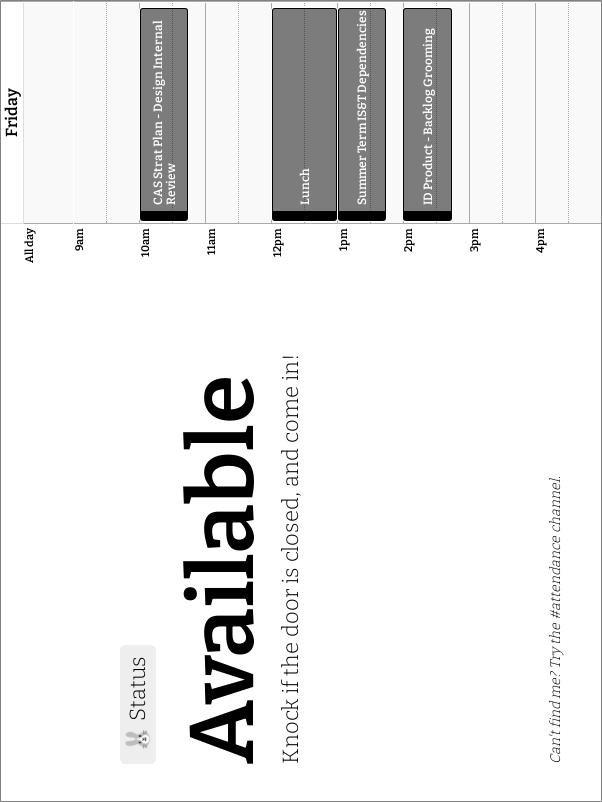 Status
Available
Knock if the door is closed, and come in!
Can't find me? Try the #attendance channel.
Friday
All day
9am
10am
CAS Strat Plan - Design Internal
Review
11am
12pm
Lunch
1pm
Summer Term IS&T Dependencies
2pm
ID Product - Backlog Grooming
3pm
4pm